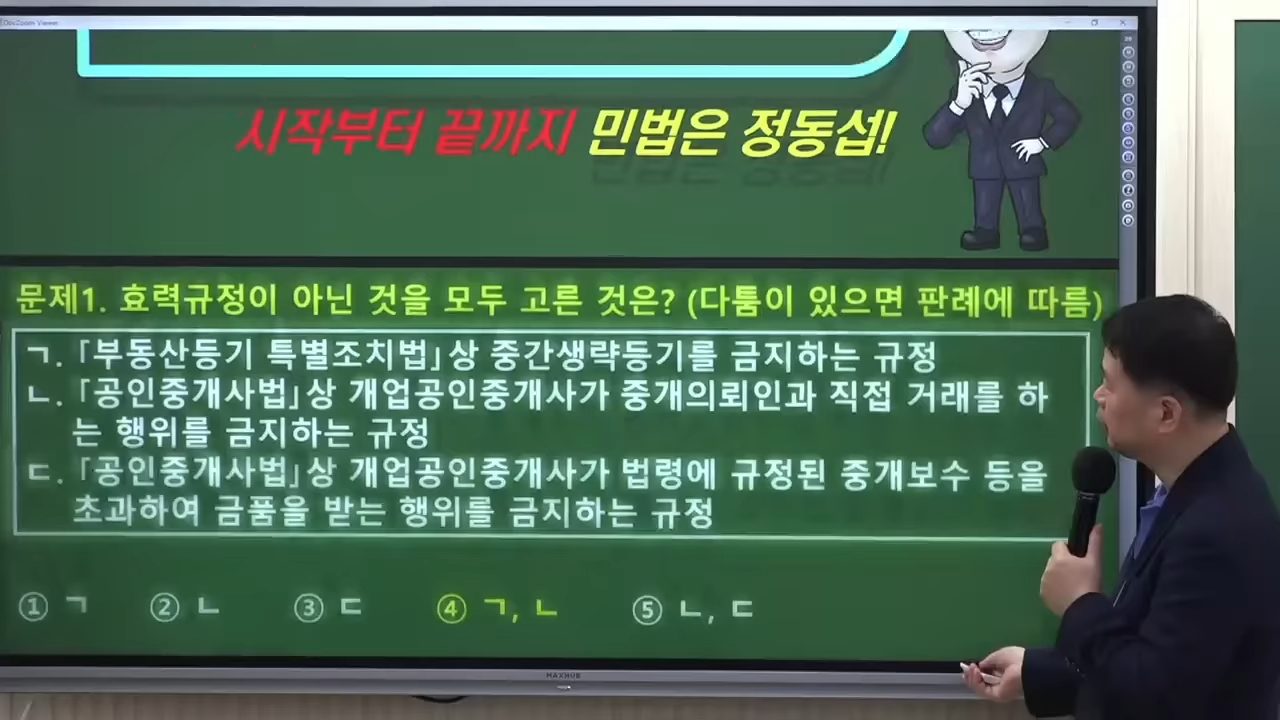 DocZoom Viewer
시작부터 끝까지 민법은 정동섭!
문제1. 효력규정이 아닌 것을 모두 고른 것은? (다툼이 있으면 판례에 따름)
ㄱ. ｢부동산등기 특별조치법｣상 중간생략등기를 금지하는 규정
ㄴ. ｢공인중개사법｣상 개업공인중개사가 중개의뢰인과 직접 거래를 하
는 행위를 금지하는 규정
ㄷ. ｢공인중개사법｣상 개업공인중개사가 법령에 규정된 중개보수 등을
초과하여 금품을 받는 행위를 금지하는 규정
① ㄱ ② ㄴ ③ ㄷ ④ ㄱ, ㄴ ⑤ ㄴ, ㄷ
MAXHUB